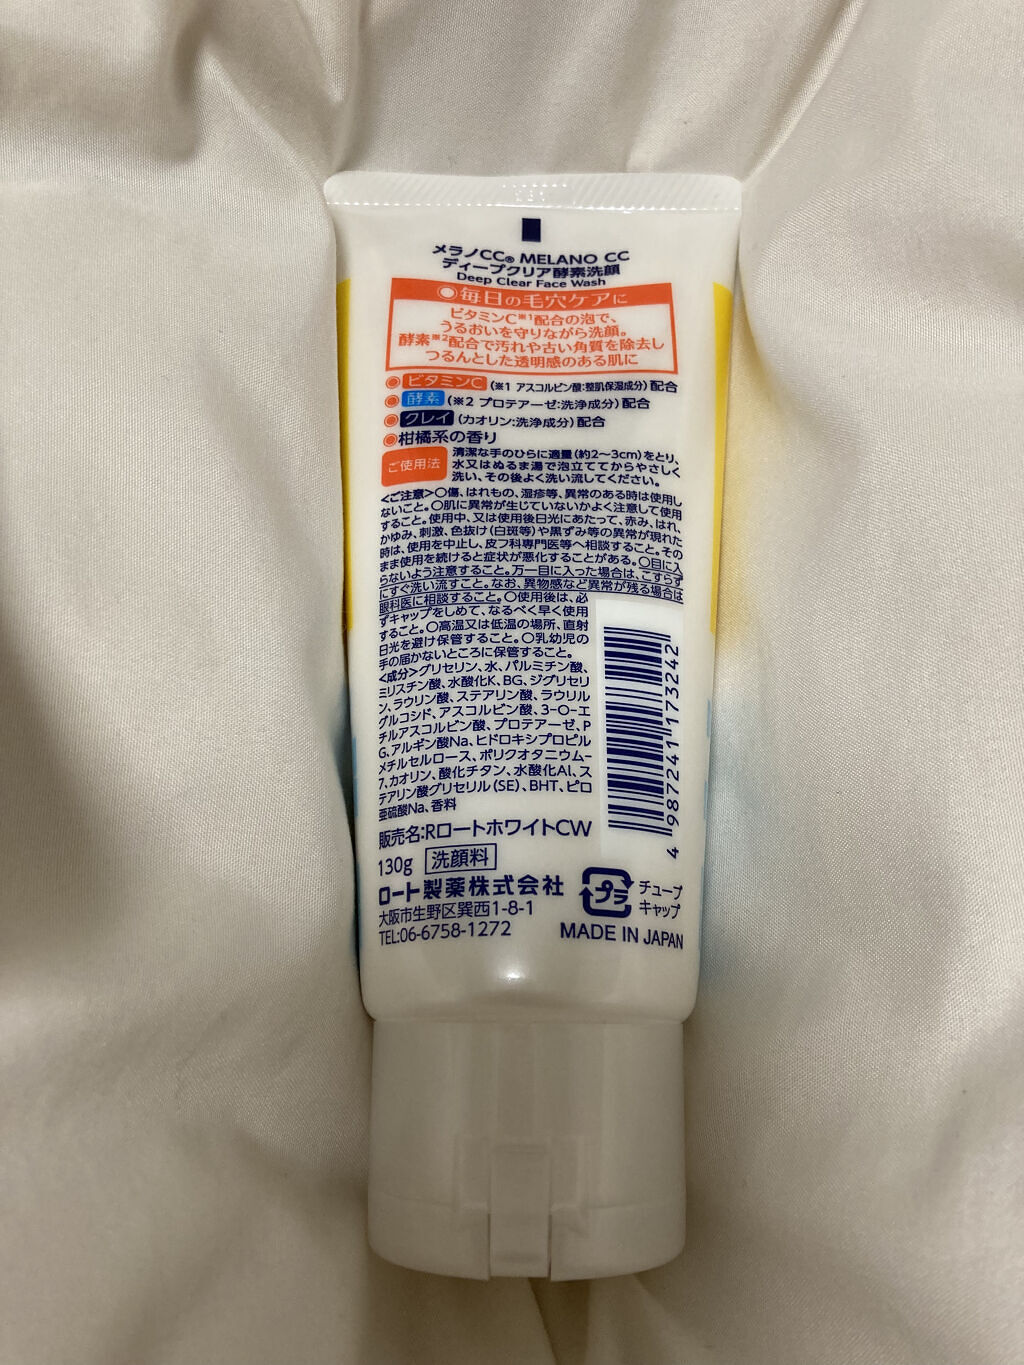 メラノCC® MELANO CC
ディープクリア酵素洗顔
Deep Clear Face Wash
◎毎日の毛穴ケアに
ビタミンC※1配合の泡で、
うるおいを守りながら洗顔。
酵素※2配合で汚れや古い角質を除去し
つるんとした透明感のある肌に
◎ビタミンC（※1 アスコルビン酸:整肌保湿成分）配合
◎酵素（※2 プロテアーゼ:洗浄成分）配合
◎クレイ（カオリン:洗浄成分）配合
◎柑橘系の香り
ご使用法
清潔な手のひらに適量（約2〜3cm）をとり、
水又はぬるま湯で泡立ててからやさしく
洗い、その後よく洗い流してください。
<ご注意>○傷、はれもの、湿疹等、異常のある時は使用し
ないこと。○肌に異常が生じていないかよく注意して使用
すること。使用中、又は使用後日光にあたって、赤み、はれ、
かゆみ、刺激、色抜け（白斑等）や黒ずみ等の異常が現れた
時は、使用を中止し、皮フ科専門医等へ相談すること。その
まま使用を続けると症状が悪化することがある。○目に入
らないよう注意すること。万一目に入った場合は、こすらず
にすぐ洗い流すこと。なお、異物感など異常が残る場合は
眼科医に相談すること。○使用後は、必
ずキャップをしめて、なるべく早く使用
すること。○高温又は低温の場所、直射
日光を避け保管すること。○乳幼児の
手の届かないところに保管すること。
<成分>グリセリン、水、パルミチン酸、
ミリスチン酸、水酸化K、BG、ジグリセリ
ン、ラウリン酸、ステアリン酸、ラウリル
グルコシド、アスコルビン酸、3-O-エ
チルアスコルビン酸、プロテアーゼ、P
G、アルギン酸Na、ヒドロキシプロピル
メチルセルロース、ポリクオタニウム-
7、カオリン、酸化チタン、水酸化Al、ス
テアリン酸グリセリル（SE）、BHT、ピロ
亜硫酸Na、香料
4 987241 173242
販売名:RロートホワイトCW
130g 洗顔料
ロート製薬株式会社
大阪市生野区巽西1-8-1
TEL:06-6758-1272
プラ
チューブ
キャップ
MADE IN JAPAN